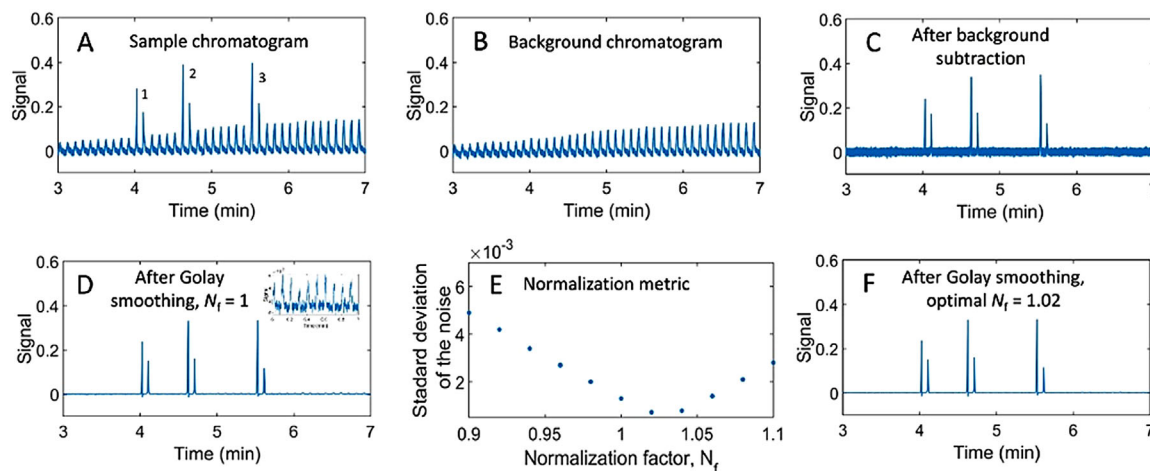 0.6
A
Sample chromatogram
0.4
2
3
1
0.2
0
Signal
3 4 5 6 7
Time (min)
0.6
B
Background chromatogram
0.4
0.2
0
Signal
3 4 5 6 7
Time (min)
0.6
C
After background
subtraction
0.4
0.2
0
Signal
3 4 5 6 7
Time (min)
0.6
D
After Golay
smoothing, Nf = 1
0.4
0.2
0
Signal
3 4 5 6 7
Time (min)
×10-3
E
Normalization metric
6
4
2
Stadard deviation
of the noise
0.9 0.95 1 1.05 1.1
Normalization factor, Nf
0.6
F
After Golay smoothing,
optimal Nf = 1.02
0.4
0.2
0
Signal
3 4 5 6 7
Time (min)